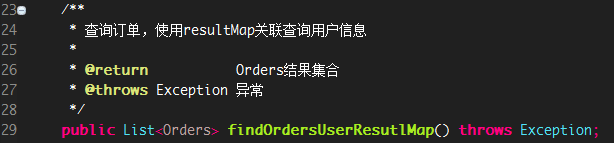 23 /**
24 * 查询订单，使用resultMap关联查询用户信息
25 *
26 * @return Orders结果集合
27 * @throws Exception 异常
28 */
29 public List<Orders> findOrdersUserResutlMap() throws Exception;